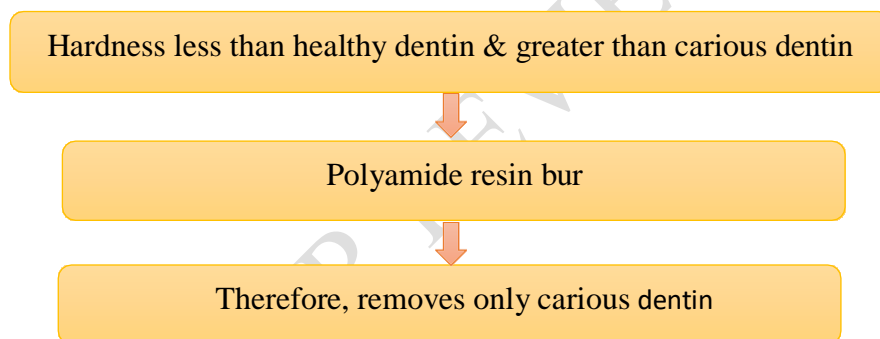 Hardness less than healthy dentin & greater than carious dentin
Polyamide resin bur
Therefore, removes only carious dentin